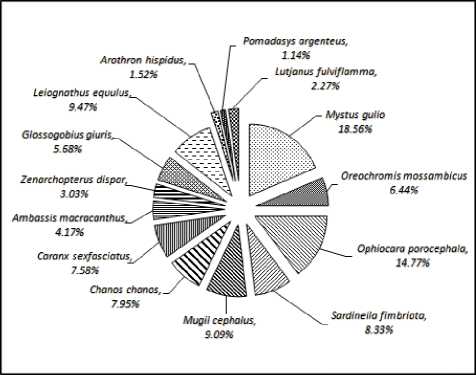 Pomadasys argenteus,
1.14%
Arothron hispidus,
1.52%
Lutjanus fulviflamma,
2.27%
Leiognathus equulus,
9.47%
Mystus gulio
18.56%
Glossogobius giuris,
5.68%
Oreochromis mossambicus
6.44%
Zenarchopterus dispar,
3.03%
Ambassis macracanthus,
4.17%
Ophiocara porocephala,
14.77%
Caranx sexfasciatus,
7.58%
Chanos chanos,
7.95%
Mugil cephalus,
9.09%
Sardinella fimbriata,
8.33%